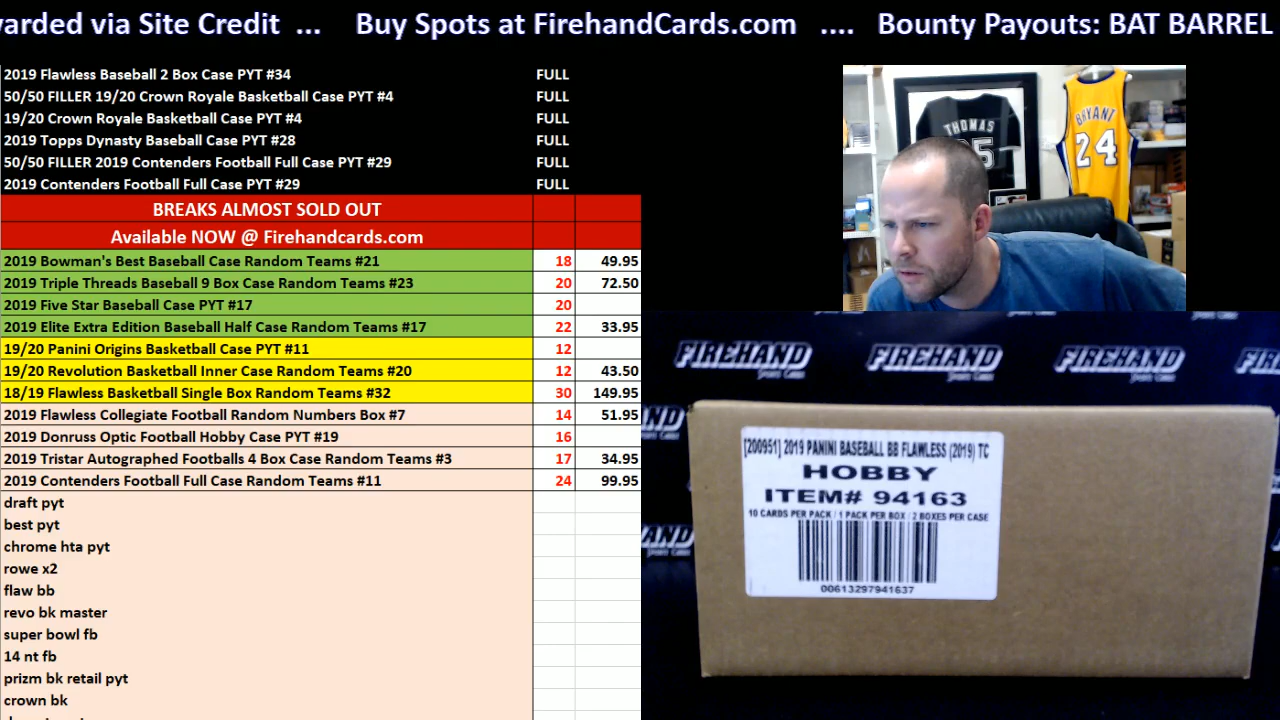 warded via Site Credit ... Buy Spots at FirehandCards.com .... Bounty Payouts: BAT BARREL
2019 Flawless Baseball 2 Box Case PYT #34 FULL
50/50 FILLER 19/20 Crown Royale Basketball Case PYT #4 FULL
19/20 Crown Royale Basketball Case PYT #4 FULL
2019 Topps Dynasty Baseball Case PYT #28 FULL
50/50 FILLER 2019 Contenders Football Full Case PYT #29 FULL
2019 Contenders Football Full Case PYT #29 FULL
BREAKS ALMOST SOLD OUT
Available NOW @ Firehandcards.com
2019 Bowman's Best Baseball Case Random Teams #21 18 49.95
2019 Triple Threads Baseball 9 Box Case Random Teams #23 20 72.50
2019 Five Star Baseball Case PYT #17 20
2019 Elite Extra Edition Baseball Half Case Random Teams #17 22 33.95
19/20 Panini Origins Basketball Case PYT #11 12
19/20 Revolution Basketball Inner Case Random Teams #20 12 43.50
18/19 Flawless Basketball Single Box Random Teams #32 30 149.95
2019 Flawless Collegiate Football Random Numbers Box #7 14 51.95
2019 Donruss Optic Football Hobby Case PYT #19 16
2019 Tristar Autographed Footballs 4 Box Case Random Teams #3 17 34.95
2019 Contenders Football Full Case Random Teams #11 24 99.95
draft pyt
best pyt
chrome hta pyt
rowe x2
flaw bb
revo bk master
super bowl fb
14 nt fb
prizm bk retail pyt
crown bk
THOMAS
35
BRYANT
24
FIREHAND FIREHAND FIREHAND
[200951] 2019 PANINI BASEBALL BB FLAWLESS (2019) TC
HOBBY
ITEM# 94163
10 CARDS PER PACK / 1 PACK PER BOX / 2 BOXES PER CASE
00613297941637